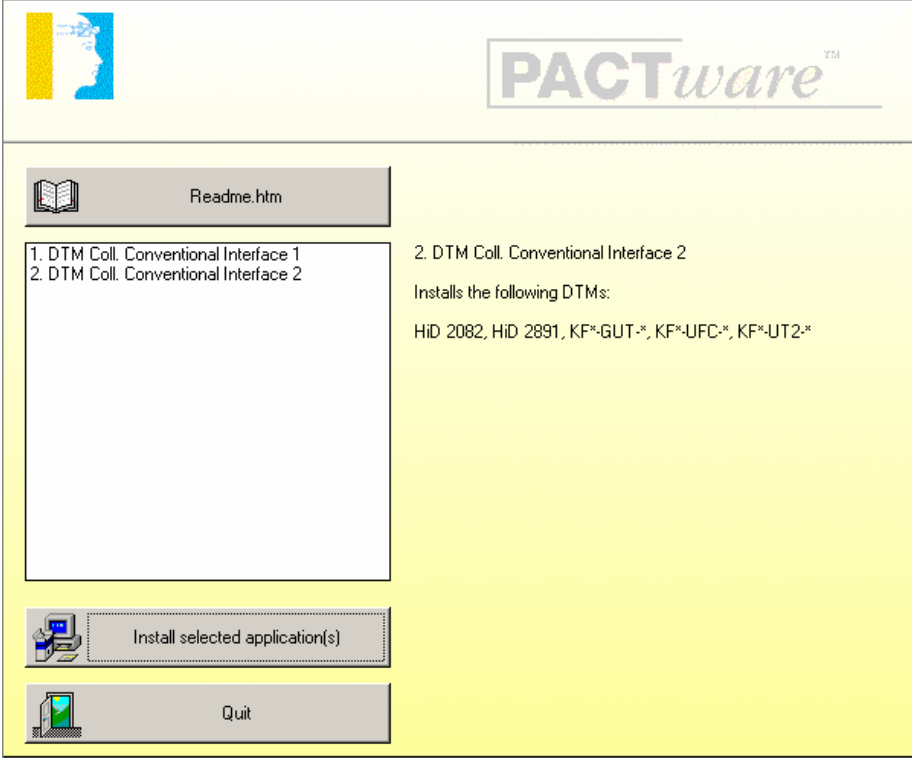 PACTware™
Readme.htm
1. DTM Coll. Conventional Interface 1
2. DTM Coll. Conventional Interface 2
2. DTM Coll. Conventional Interface 2
Installs the following DTMs:
HiD 2082, HiD 2891, KF*-GUT-*, KF*-UFC-*, KF*-UT2-*
Install selected application(s)
Quit